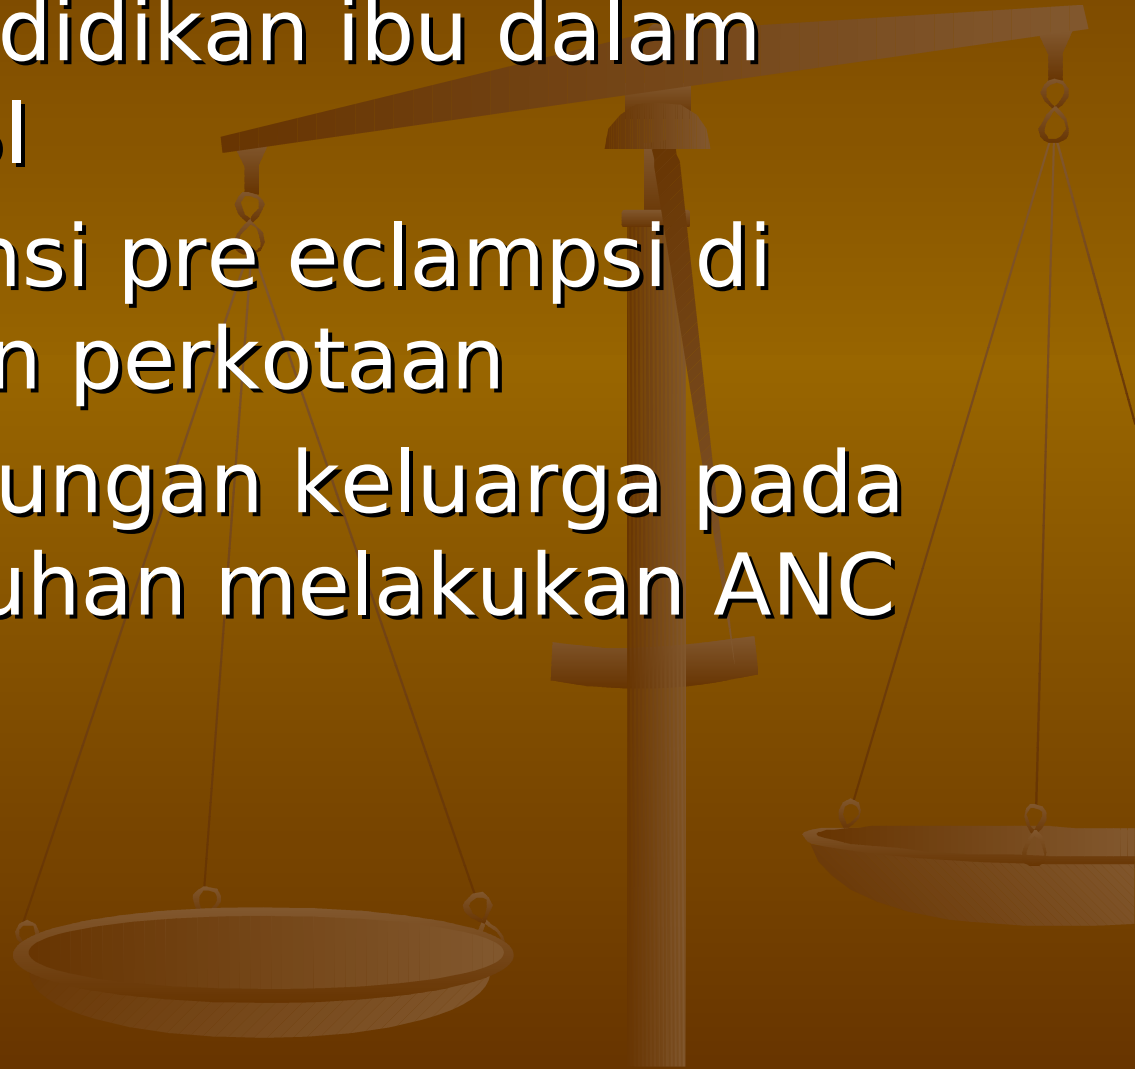 didikan ibu dalam
I
nsi pre eclampsi di
n perkotaan
ungan keluarga pada
uhan melakukan ANC